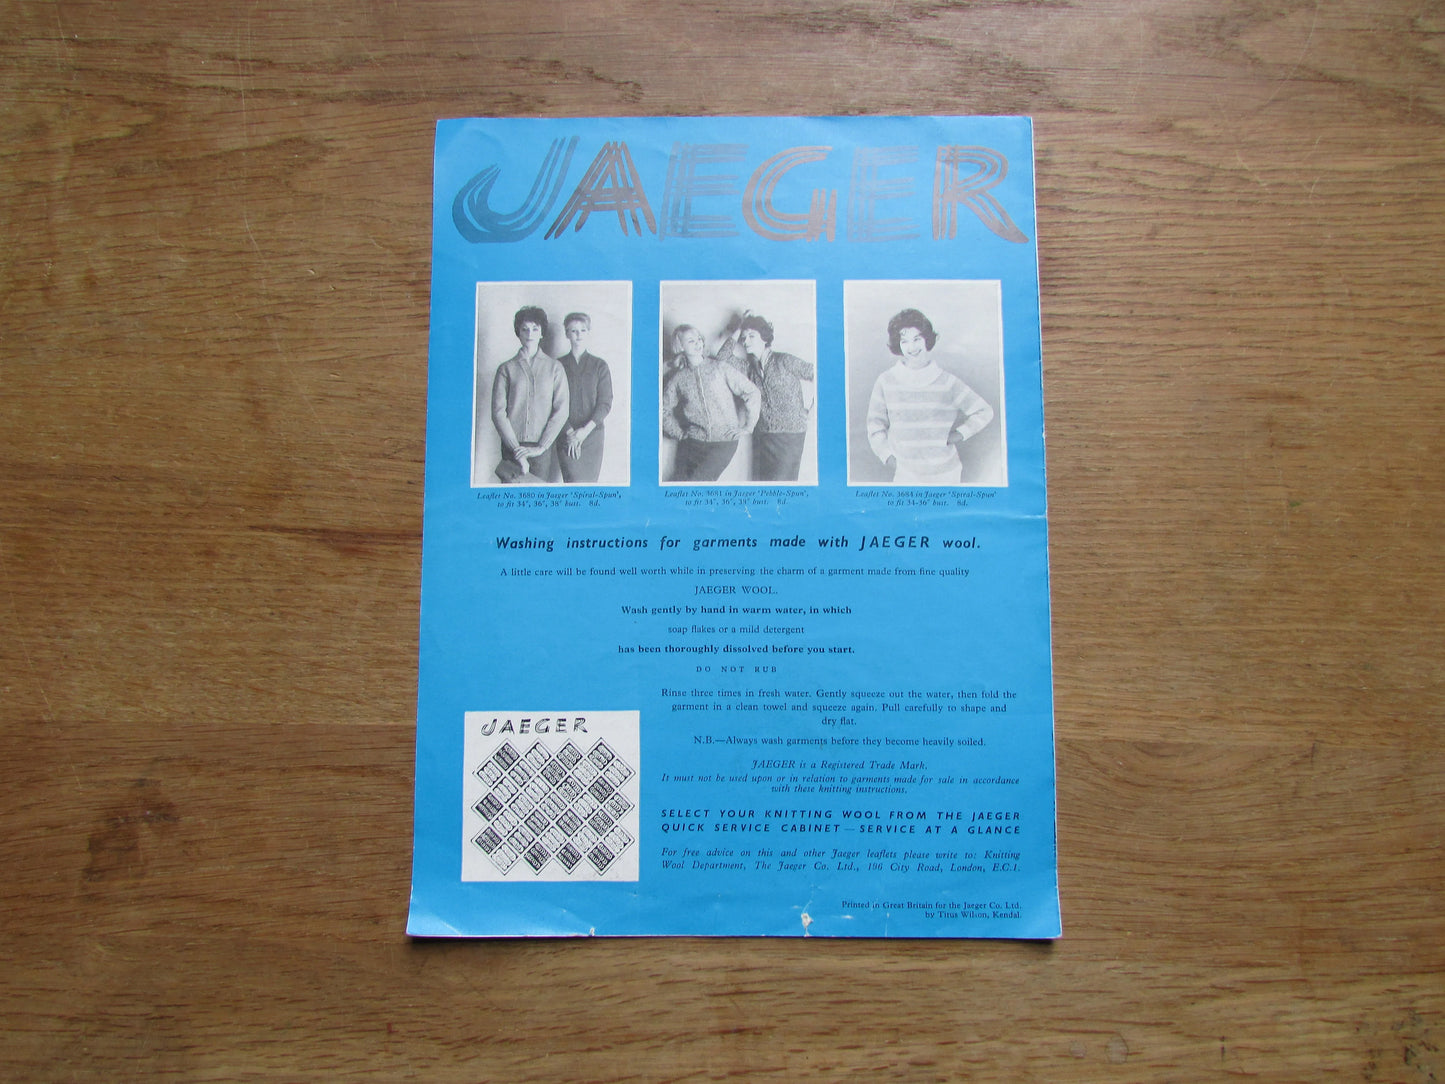 JAEGER
Leaflet No. 3680 in Jaeger 'Spiral-Spun',
to fit 34", 36", 38" bust. 8d.
Leaflet No. 3681 in Jaeger 'Pebble-Spun',
to fit 34", 36", 38" bust. 8d.
Leaflet No. 3684 in Jaeger 'Spiral-Spun'
to fit 34-36" bust. 8d.
Washing instructions for garments made with JAEGER wool.
A little care will be found well worth while in preserving the charm of a garment made from fine quality
JAEGER WOOL.
Wash gently by hand in warm water, in which
soap flakes or a mild detergent
has been thoroughly dissolved before you start.
DO NOT RUB
Rinse three times in fresh water. Gently squeeze out the water, then fold the
garment in a clean towel and squeeze again. Pull carefully to shape and
dry flat.
N.B.—Always wash garments before they become heavily soiled.
JAEGER is a Registered Trade Mark.
It must not be used upon or in relation to garments made for sale in accordance
with these knitting instructions.
JAEGER
SELECT YOUR KNITTING WOOL FROM THE JAEGER
QUICK SERVICE CABINET — SERVICE AT A GLANCE
For free advice on this and other Jaeger leaflets please write to: Knitting
Wool Department, The Jaeger Co. Ltd., 196 City Road, London, E.C.1.
Printed in Great Britain for the Jaeger Co. Ltd.
by Titus Wilson, Kendal.